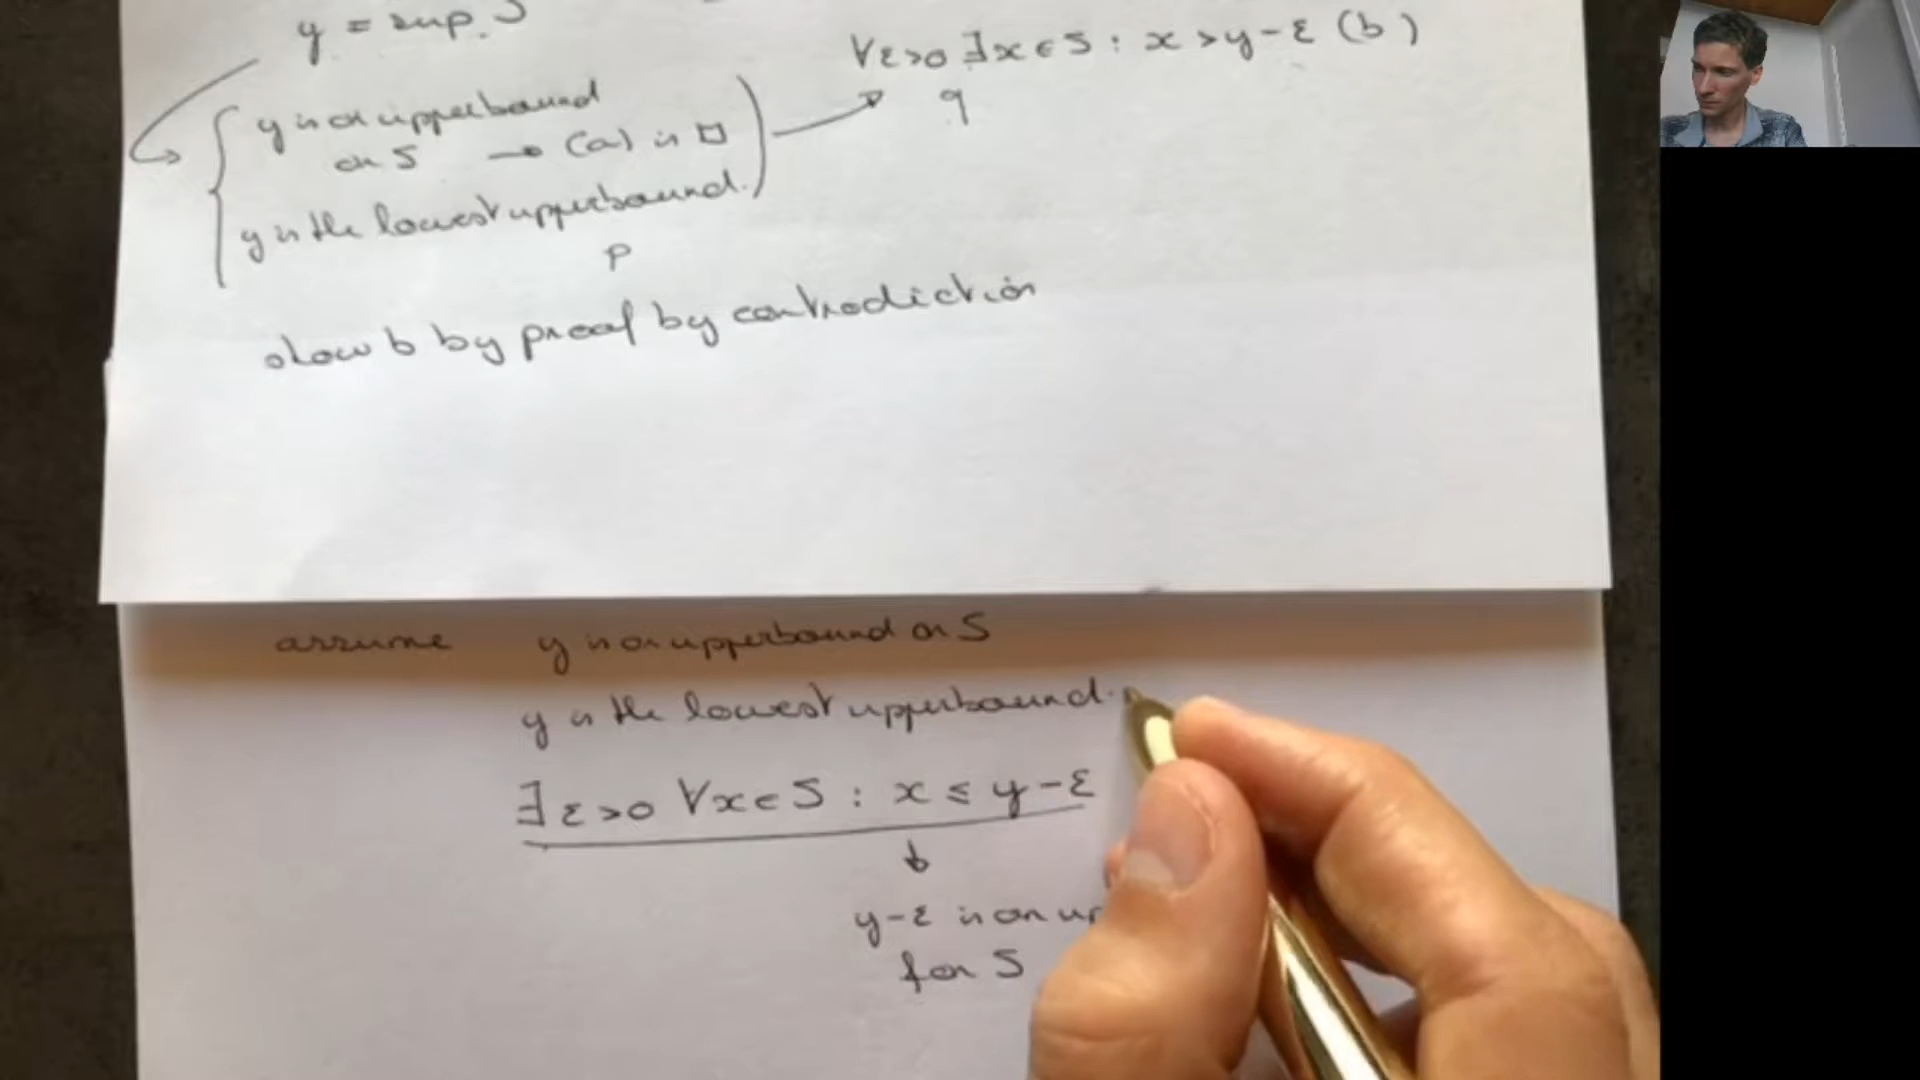 y = sup S
∀ε>0 ∃x∈S : x>y-ε (b)
q
y is an upperbound
on S → (a) is □
y is the lowest upperbound.
p
show b by proof by contradiction
assume y is an upperbound on S
y is the lowest upperbound.
∃ε>0 ∀x∈S : x ≤ y-ε
↓
y-ε is an up
for S